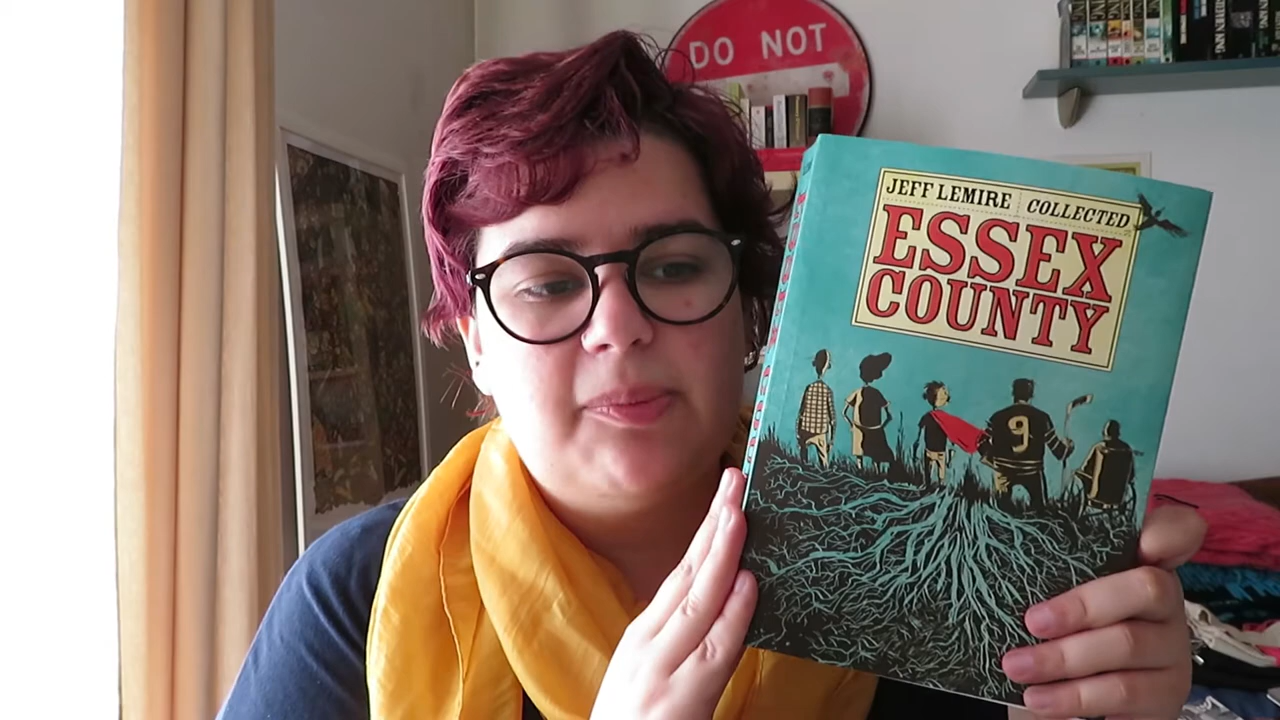 DO NOT
JEFF LEMIRE COLLECTED
ESSEX
COUNTY
9